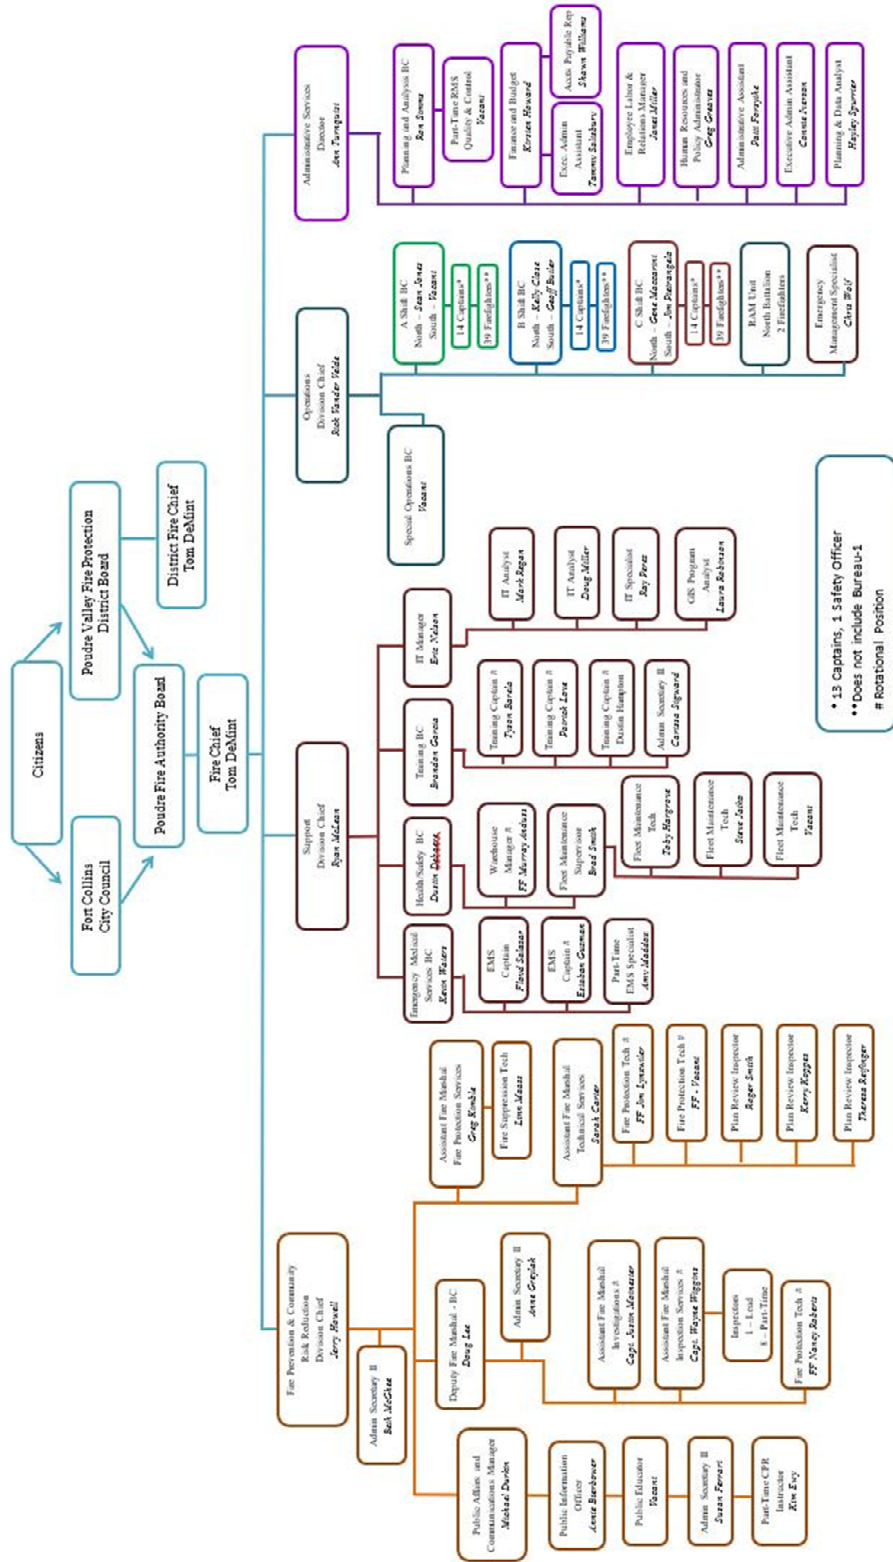 Citizens
Fort Collins
City Council
Poudre Valley Fire Protection
District Board
Poudre Fire Authority Board
District Fire Chief
Tom DeMint
Fire Chief
Tom DeMint
Fire Prevention & Community
Risk Reduction
Division Chief
Jerry Howell
Admin Secretary II
Beth McGhee
Public Affairs and
Communications Manager
Michael Durkin
Public Information
Officer
Annie Bierbower
Public Educator
Vacant
Admin Secretary II
Susan Ferrari
Part-Time CPR
Instructor
Kim Ewy
Deputy Fire Marshal - BC
Doug Lee
Admin Secretary II
Anne Greylak
Assistant Fire Marshal
Investigations #
Capt. Justin
Assistant Fire Marshal
Inspection Services #
Capt. Wayne Wiggins
Inspectors
1 – Lead
8 – Part-Time
Fire Protection Tech #
FF Nancy Roberts
Assistant Fire Marshal
Fire Protection Services
Greg Kimble
Fire Suppression Tech
Linn Maass
Assistant Fire Marshal
Technical Services
Sarah Carter
Fire Protection Tech #
FF Jim Lynxwiler
Fire Protection Tech #
FF - Vacant
Plan Review Inspector
Roger Smith
Plan Review Inspector
Kerry Koppes
Plan Review Inspector
Theresa Reifinger
Support
Division Chief
Ryan McLean
Emergency Medical
Services BC
Kevin Waters
EMS
Captain
Floyd Salazar
EMS
Captain #
Esteban Guzman
Part-Time
EMS Specialist
Amy Maddox
Health/Safety BC
Dustin
Warehouse
Manager #
FF Murray Andrus
Fleet Maintenance
Supervisor
Brad Smith
Fleet Maintenance
Tech
Toby Hargrove
Fleet Maintenance
Tech
Steve
Fleet Maintenance
Tech
Vacant
Training BC
Brandon Garcia
Training Captain #
Tyson Barela
Training Captain #
Patrick Love
Training Captain #
Dustin Hampton
Admin Secretary II
Carissa Sigward
IT Manager
Eric Nelson
IT Analyst
Mark Regan
IT Analyst
Doug Miller
IT Specialist
Ray Perez
GIS Program
Analyst
Laura Robinson
Operations
Division Chief
Rick Vander Velde
Special Operations BC
Vacant
A Shift BC
North – Sean Jones
South – Vacant
14 Captains*
39 Firefighters**
B Shift BC
North – Kelly Close
South – Geoff Butler
14 Captains*
39 Firefighters**
C Shift BC
North – Gene Maccarini
South – Jim Pietrangelo
14 Captains*
39 Firefighters**
RAM Unit
North Battalion
2 Firefighters
Emergency
Management Specialist
Chris Wolf
Administrative Services
Director
Ann Turnquist
Planning and Analysis BC
Ron Simms
Part-Time RMS
Quality & Control
Vacant
Finance and Budget
Kirsten Howard
Exec. Admin
Assistant
Tammy Salisbury
Accts Payable Rep
Shawn Williams
Employee Labor &
Relations Manager
Janet Miller
Human Resources and
Policy Administrator
Greg Greaves
Administrative Assistant
Patt Forsythe
Executive Admin Assistant
Connie Iverson
Planning & Data Analyst
Hayley Spurrier
* 13 Captains, 1 Safety Officer
**Does not include Bureau-1
# Rotational Position